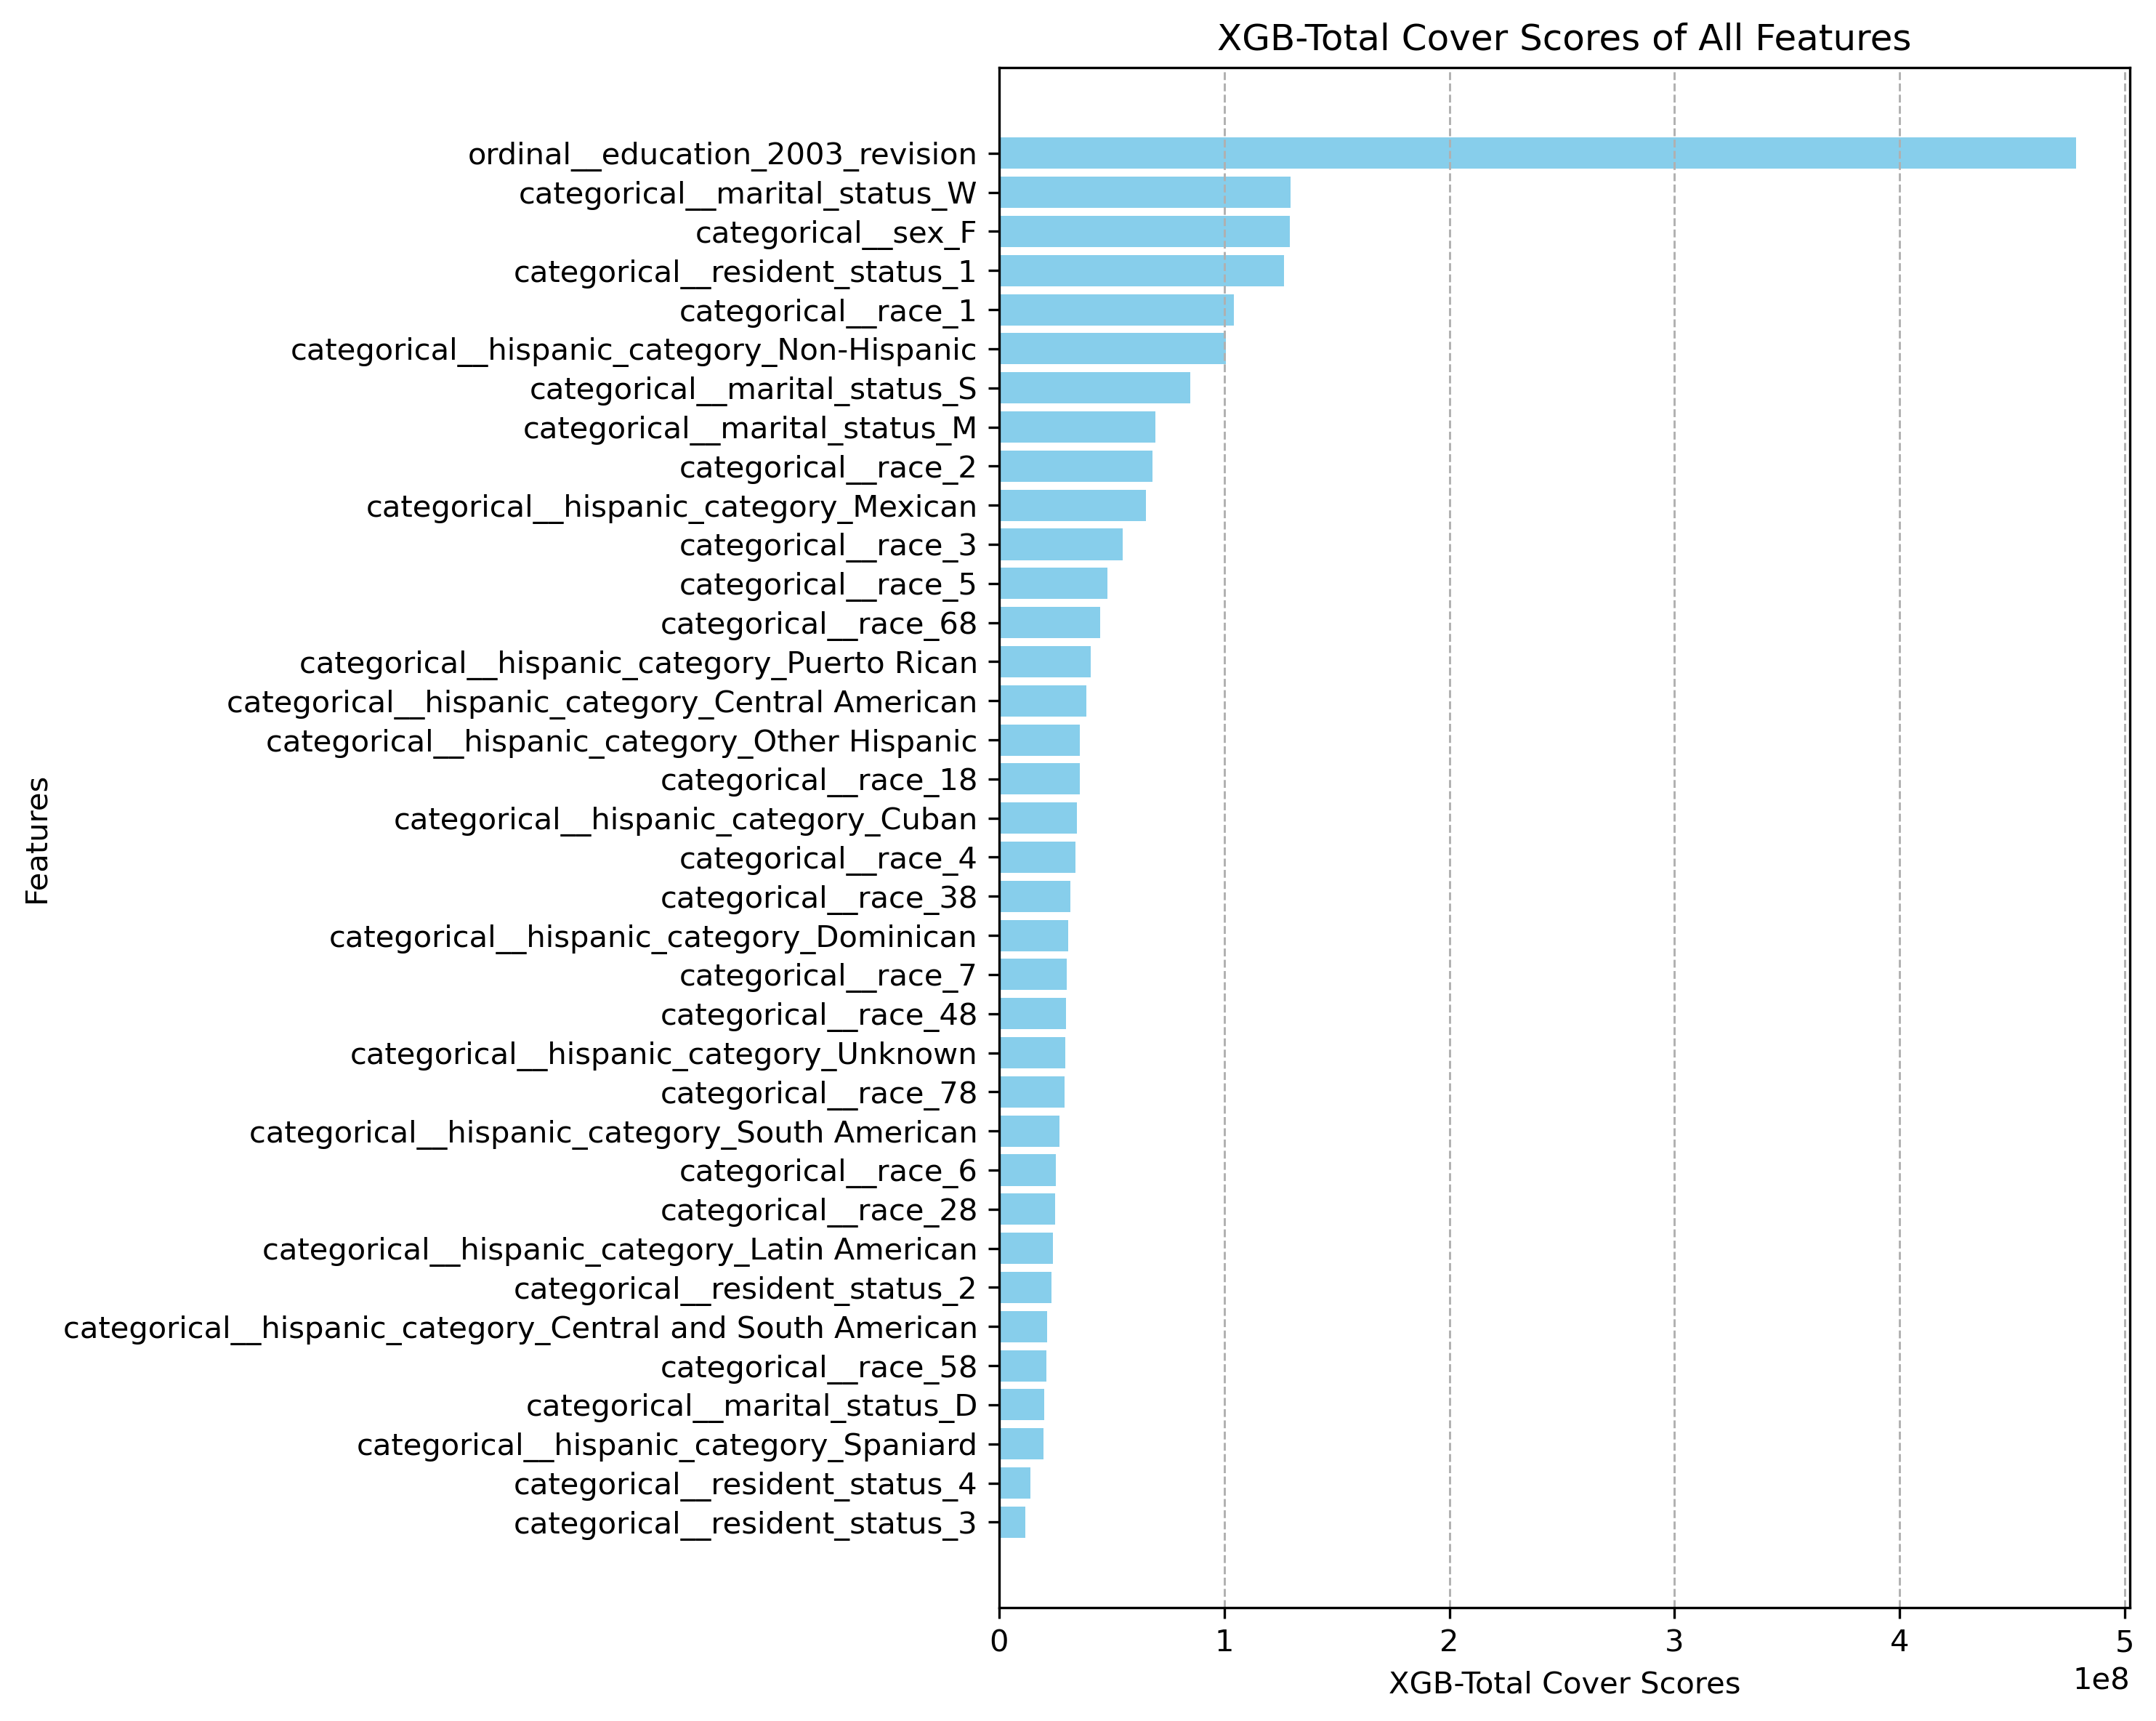 XGB-Total Cover Scores of All Features
ordinal__education_2003_revision
categorical__marital_status_W
categorical__sex_F
categorical__resident_status_1
categorical__race_1
categorical__hispanic_category_Non-Hispanic
categorical__marital_status_S
categorical__marital_status_M
categorical__race_2
categorical__hispanic_category_Mexican
categorical__race_3
categorical__race_5
categorical__race_68
categorical__hispanic_category_Puerto Rican
categorical__hispanic_category_Central American
categorical__hispanic_category_Other Hispanic
categorical__race_18
categorical__hispanic_category_Cuban
categorical__race_4
categorical__race_38
categorical__hispanic_category_Dominican
categorical__race_7
categorical__race_48
categorical__hispanic_category_Unknown
categorical__race_78
categorical__hispanic_category_South American
categorical__race_6
categorical__race_28
categorical__hispanic_category_Latin American
categorical__resident_status_2
categorical__hispanic_category_Central and South American
categorical__race_58
categorical__marital_status_D
categorical__hispanic_category_Spaniard
categorical__resident_status_4
categorical__resident_status_3
Features
0 1 2 3 4 5
1e8
XGB-Total Cover Scores